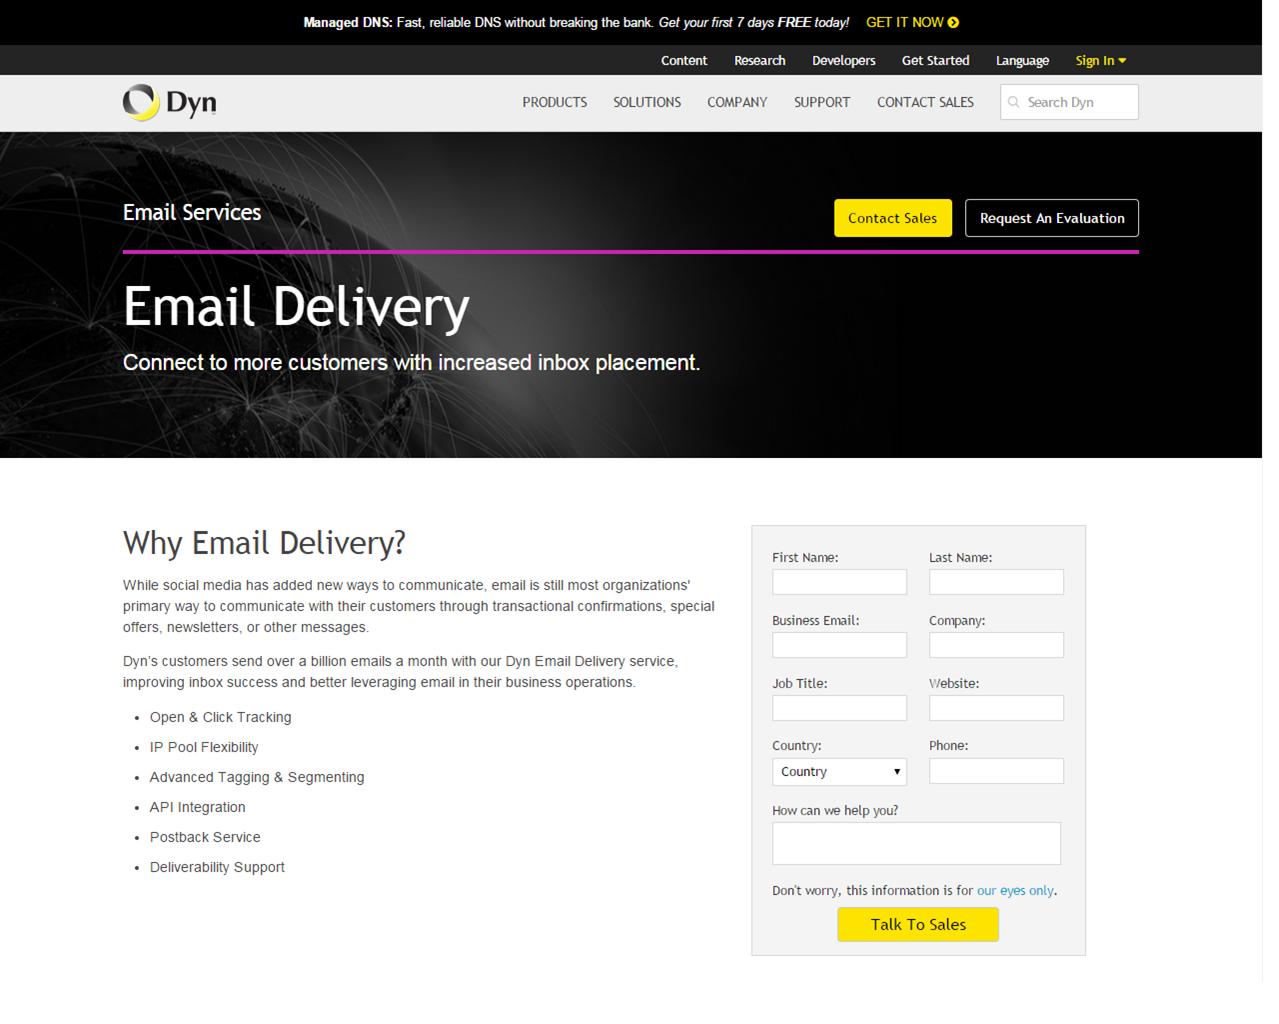 Managed DNS: Fast, reliable DNS without breaking the bank. Get your first 7 days FREE today! GET IT NOW
Content Research Developers Get Started Language Sign In
Dyn PRODUCTS SOLUTIONS COMPANY SUPPORT CONTACT SALES Search Dyn
Email Services Contact Sales Request An Evaluation
Email Delivery
Connect to more customers with increased inbox placement.
Why Email Delivery?
While social media has added new ways to communicate, email is still most organizations'
primary way to communicate with their customers through transactional confirmations, special
offers, newsletters, or other messages.
Dyn's customers send over a billion emails a month with our Dyn Email Delivery service,
improving inbox success and better leveraging email in their business operations.
• Open & Click Tracking
• IP Pool Flexibility
• Advanced Tagging & Segmenting
• API Integration
• Postback Service
• Deliverability Support
First Name: Last Name:
Business Email: Company:
Job Title: Website:
Country: Phone:
Country
How can we help you?
Don't worry, this information is for our eyes only.
Talk To Sales